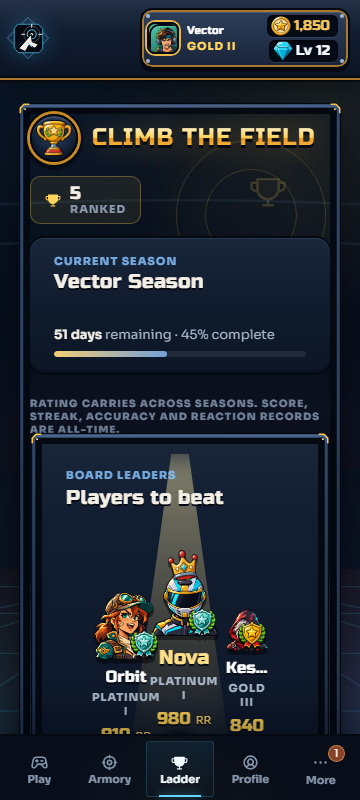 Vector
GOLD II
1,850
Lv 12
CLIMB THE FIELD
5
RANKED
CURRENT SEASON
Vector Season
51 days remaining · 45% complete
RATING CARRIES ACROSS SEASONS. SCORE,
STREAK, ACCURACY AND REACTION RECORDS
ARE ALL-TIME.
BOARD LEADERS
Players to beat
Orbit
PLATINUM
I
910 RR
Nova
PLATINUM
I
980 RR
Kes...
GOLD
III
840
Play
Armory
Ladder
Profile
More
1